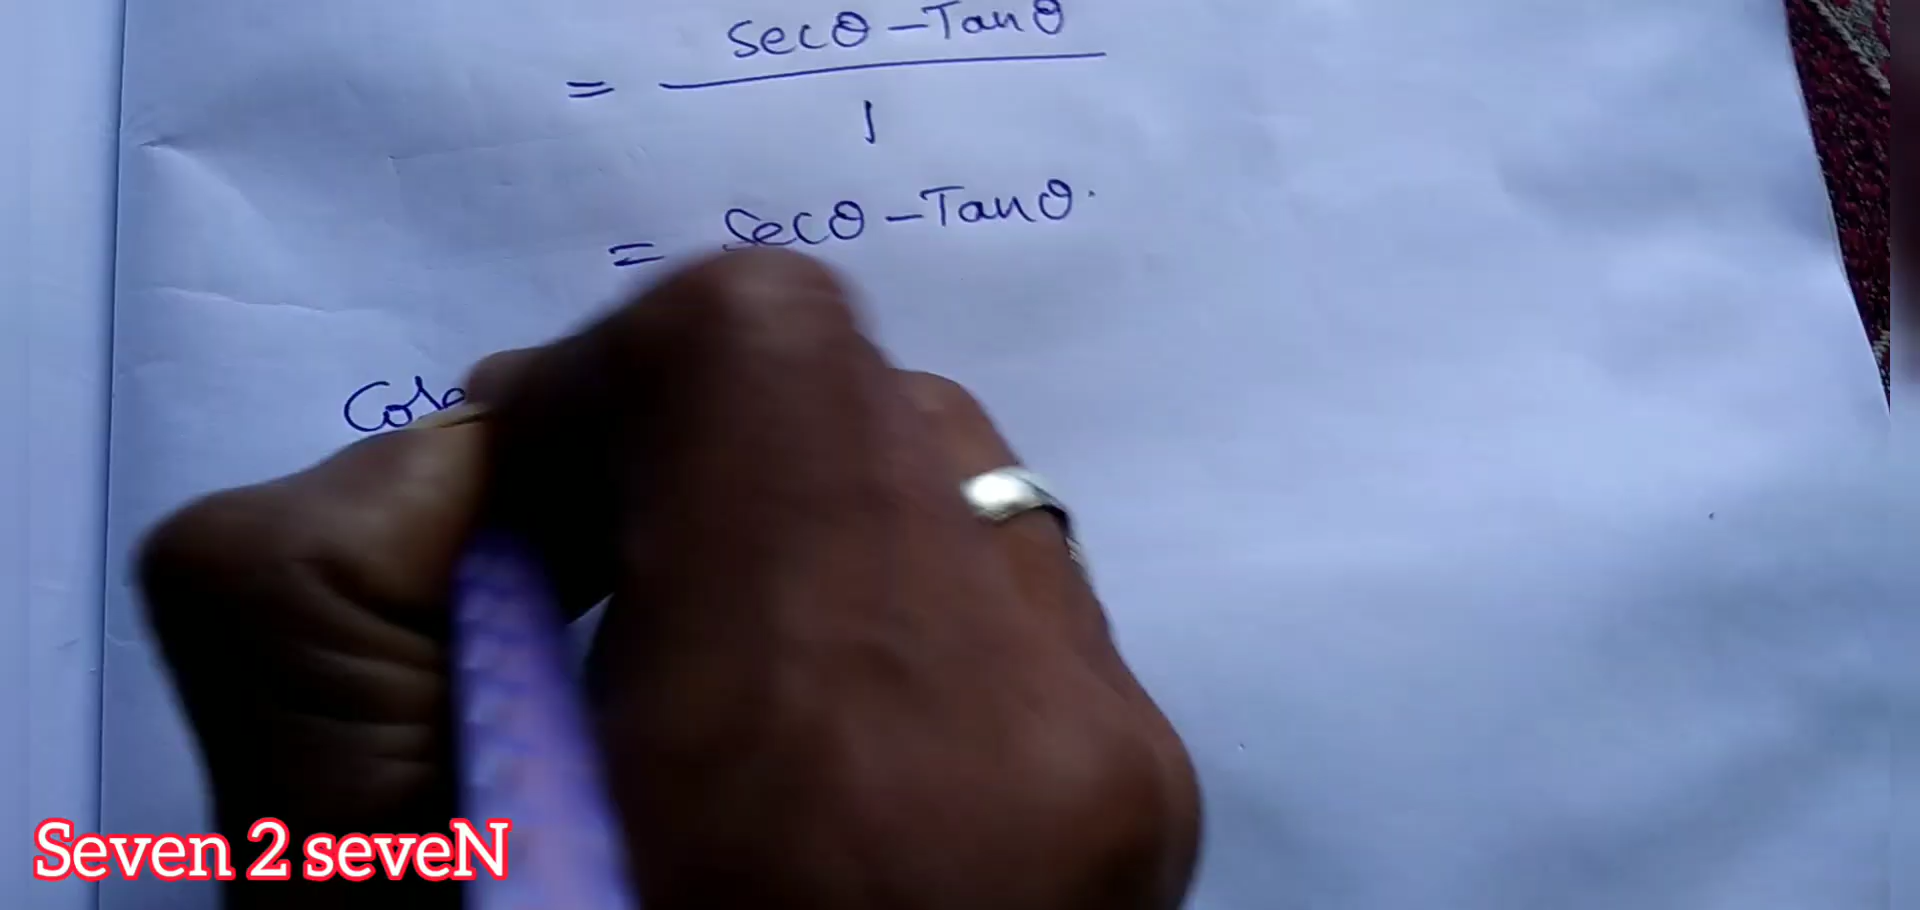 secθ - Tanθ
= ―――
1
= Secθ - Tanθ.
Seven 2 seveN